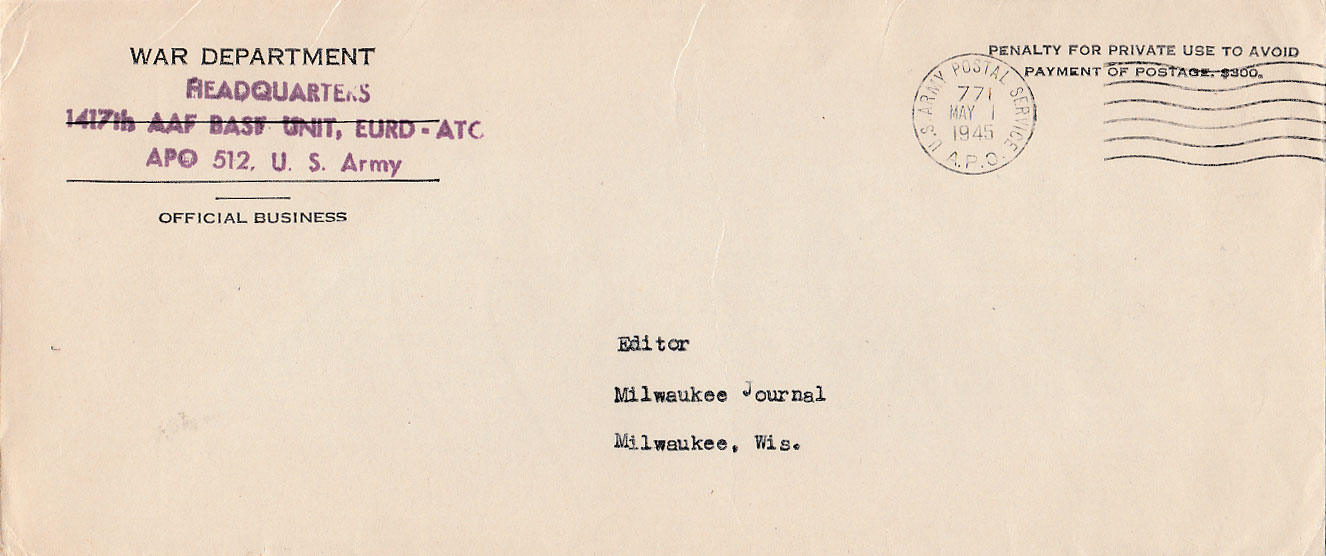 WAR DEPARTMENT
HEADQUARTERS
1417th AAF BASE UNIT, EURD - ATC
APO 512, U. S. Army
OFFICIAL BUSINESS
PENALTY FOR PRIVATE USE TO AVOID
PAYMENT OF POSTAGE. $300.
U.S. ARMY POSTAL SERVICE
771
MAY 1
1945
A.P.O.
Editor
Milwaukee Journal
Milwaukee, Wis.